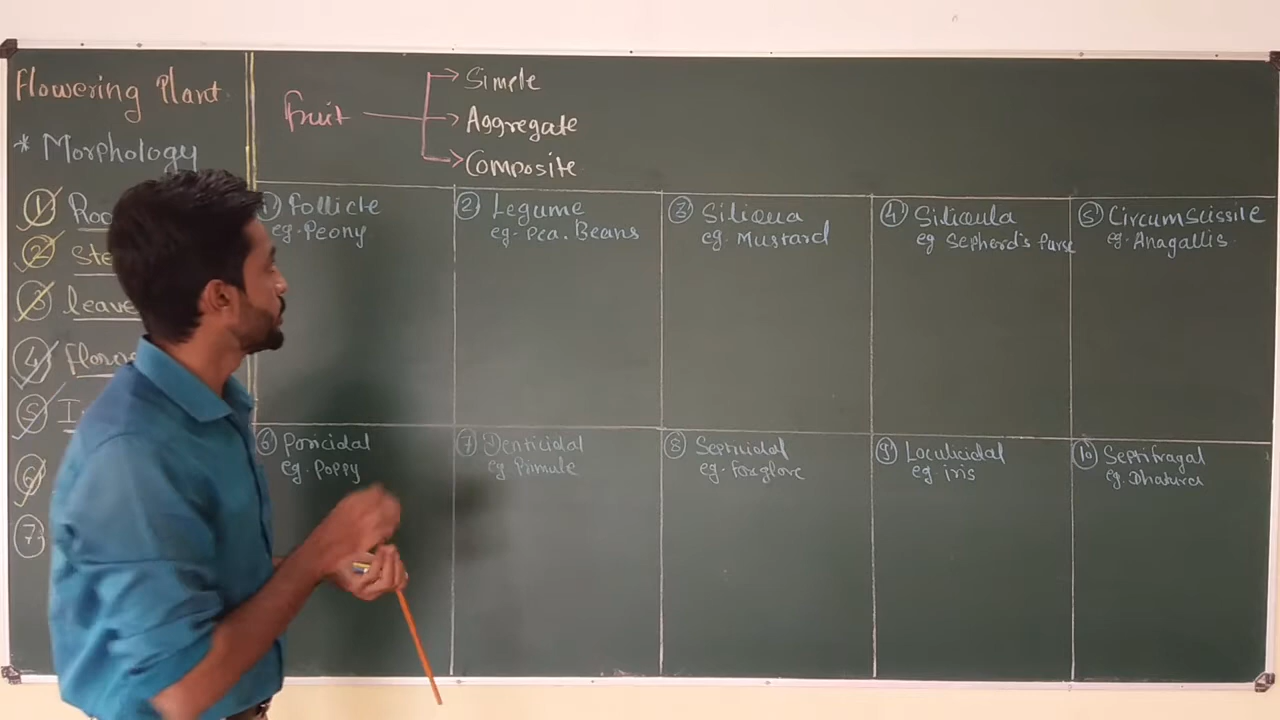 Flowering Plant
* Morphology
1 Roo
2 Ste
3 leave
4 flowe
5 I
6
7
Fruit
Simple
Aggregate
Composite
1) Follicle
eg. Peony
2 Legume
eg. Pea. Beans
3 Siliqua
eg. Mustard
4 Silicula
eg Sepherd's Purse
5 Circumscissile
eg. Anagallis.
6 Poricidal
eg. Poppy
7 Denticidal
eg Primule
8 Septicidal
eg. Foxglove
9 Loculicidal
eg iris
10 Septifragal
eg. Dhatura